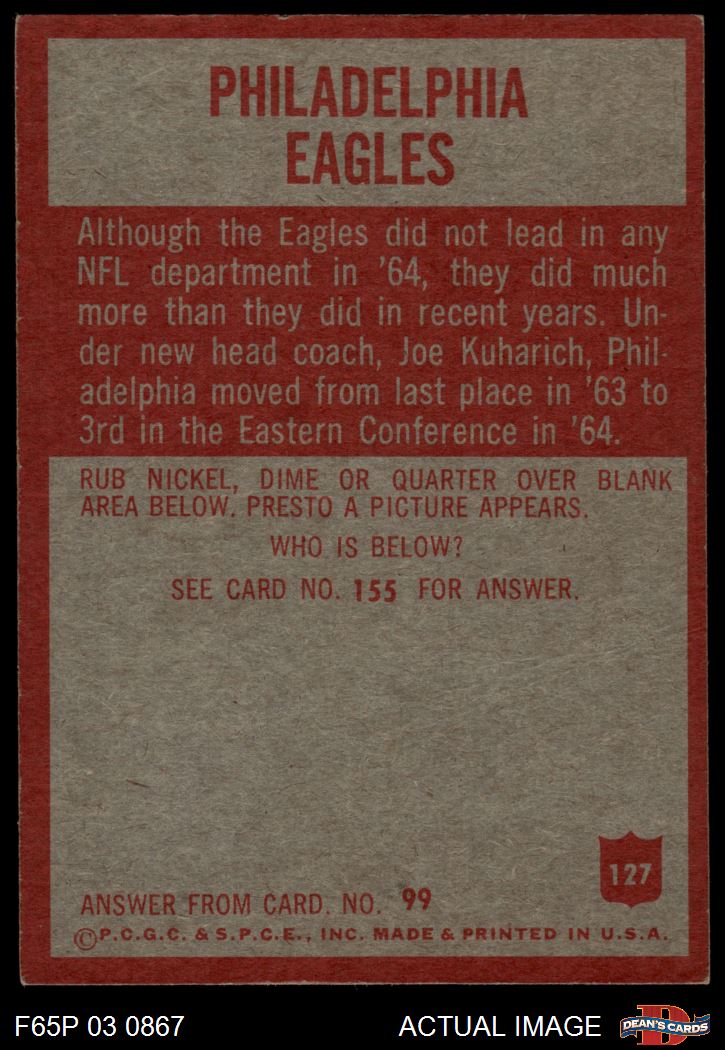 PHILADELPHIA
EAGLES
Although the Eagles did not lead in any
NFL department in '64, they did much
more than they did in recent years. Un-
der new head coach, Joe Kuharich, Phil-
adelphia moved from last place in '63 to
3rd in the Eastern Conference in '64.
RUB NICKEL, DIME OR QUARTER OVER BLANK
AREA BELOW. PRESTO A PICTURE APPEARS.
WHO IS BELOW?
SEE CARD NO. 155 FOR ANSWER.
127
ANSWER FROM CARD. NO. 99
©P.C.G.C. & S.P.C.E., INC. MADE & PRINTED IN U.S.A.
F65P 03 0867
ACTUAL IMAGE
D
DEAN'S CARDS